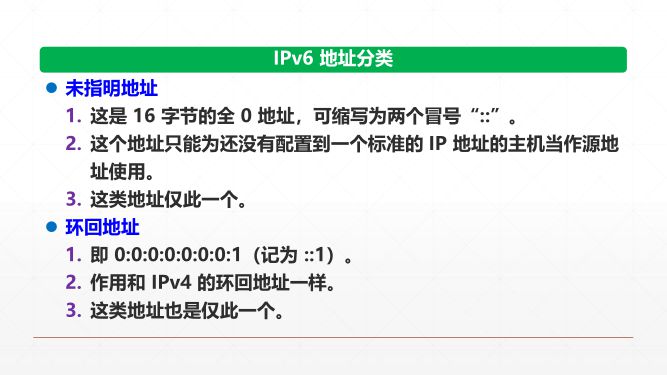 IPv6 地址分类
● 未指明地址
1. 这是 16 字节的全 0 地址，可缩写为两个冒号“::”。
2. 这个地址只能为还没有配置到一个标准的 IP 地址的主机当作源地
址使用。
3. 这类地址仅此一个。
● 环回地址
1. 即 0:0:0:0:0:0:0:1（记为 ::1）。
2. 作用和 IPv4 的环回地址一样。
3. 这类地址也是仅此一个。